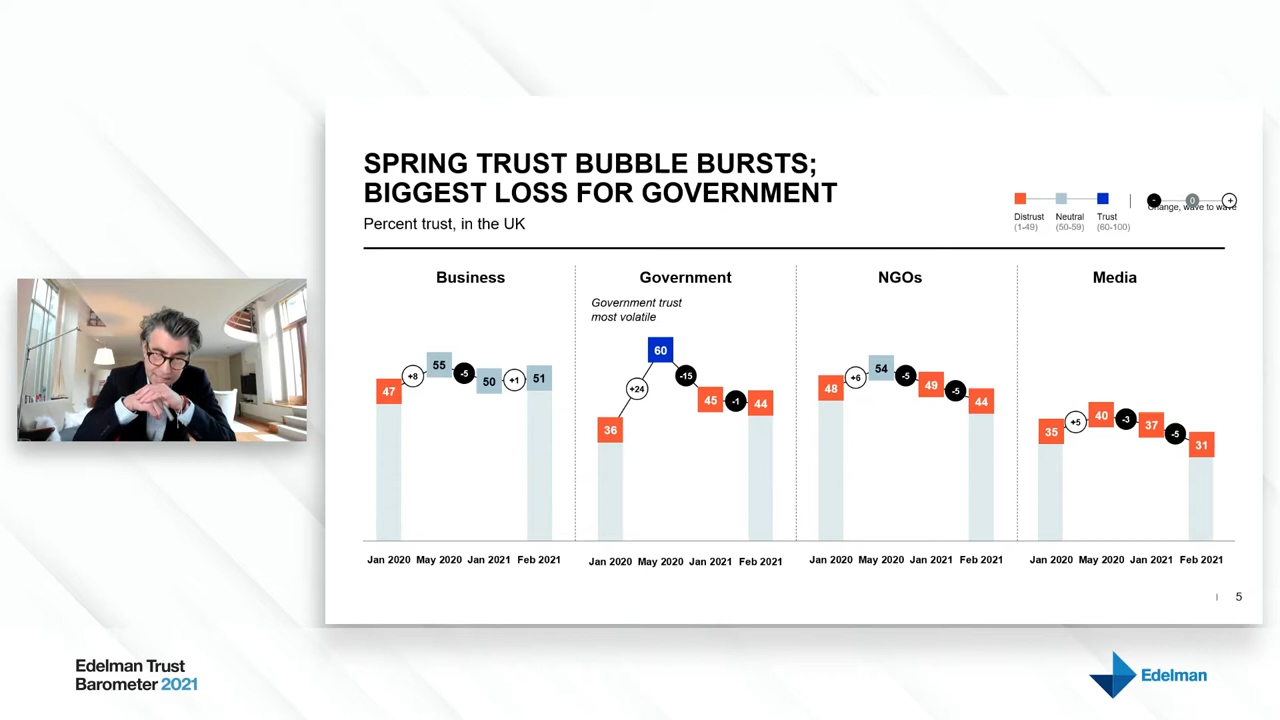 SPRING TRUST BUBBLE BURSTS;
BIGGEST LOSS FOR GOVERNMENT
Percent trust, in the UK
Distrust Neutral Trust
(1-49) (50-59) (60-100)
- 0 +
Change, wave to wave
Business
47 +8 55 -5 50 +1 51
Jan 2020 May 2020 Jan 2021 Feb 2021
Government
Government trust
most volatile
36 +24 60 -15 45 -1 44
Jan 2020 May 2020 Jan 2021 Feb 2021
NGOs
48 +6 54 -5 49 -5 44
Jan 2020 May 2020 Jan 2021 Feb 2021
Media
35 +5 40 -3 37 -5 31
Jan 2020 May 2020 Jan 2021 Feb 2021
5
Edelman Trust
Barometer 2021
Edelman